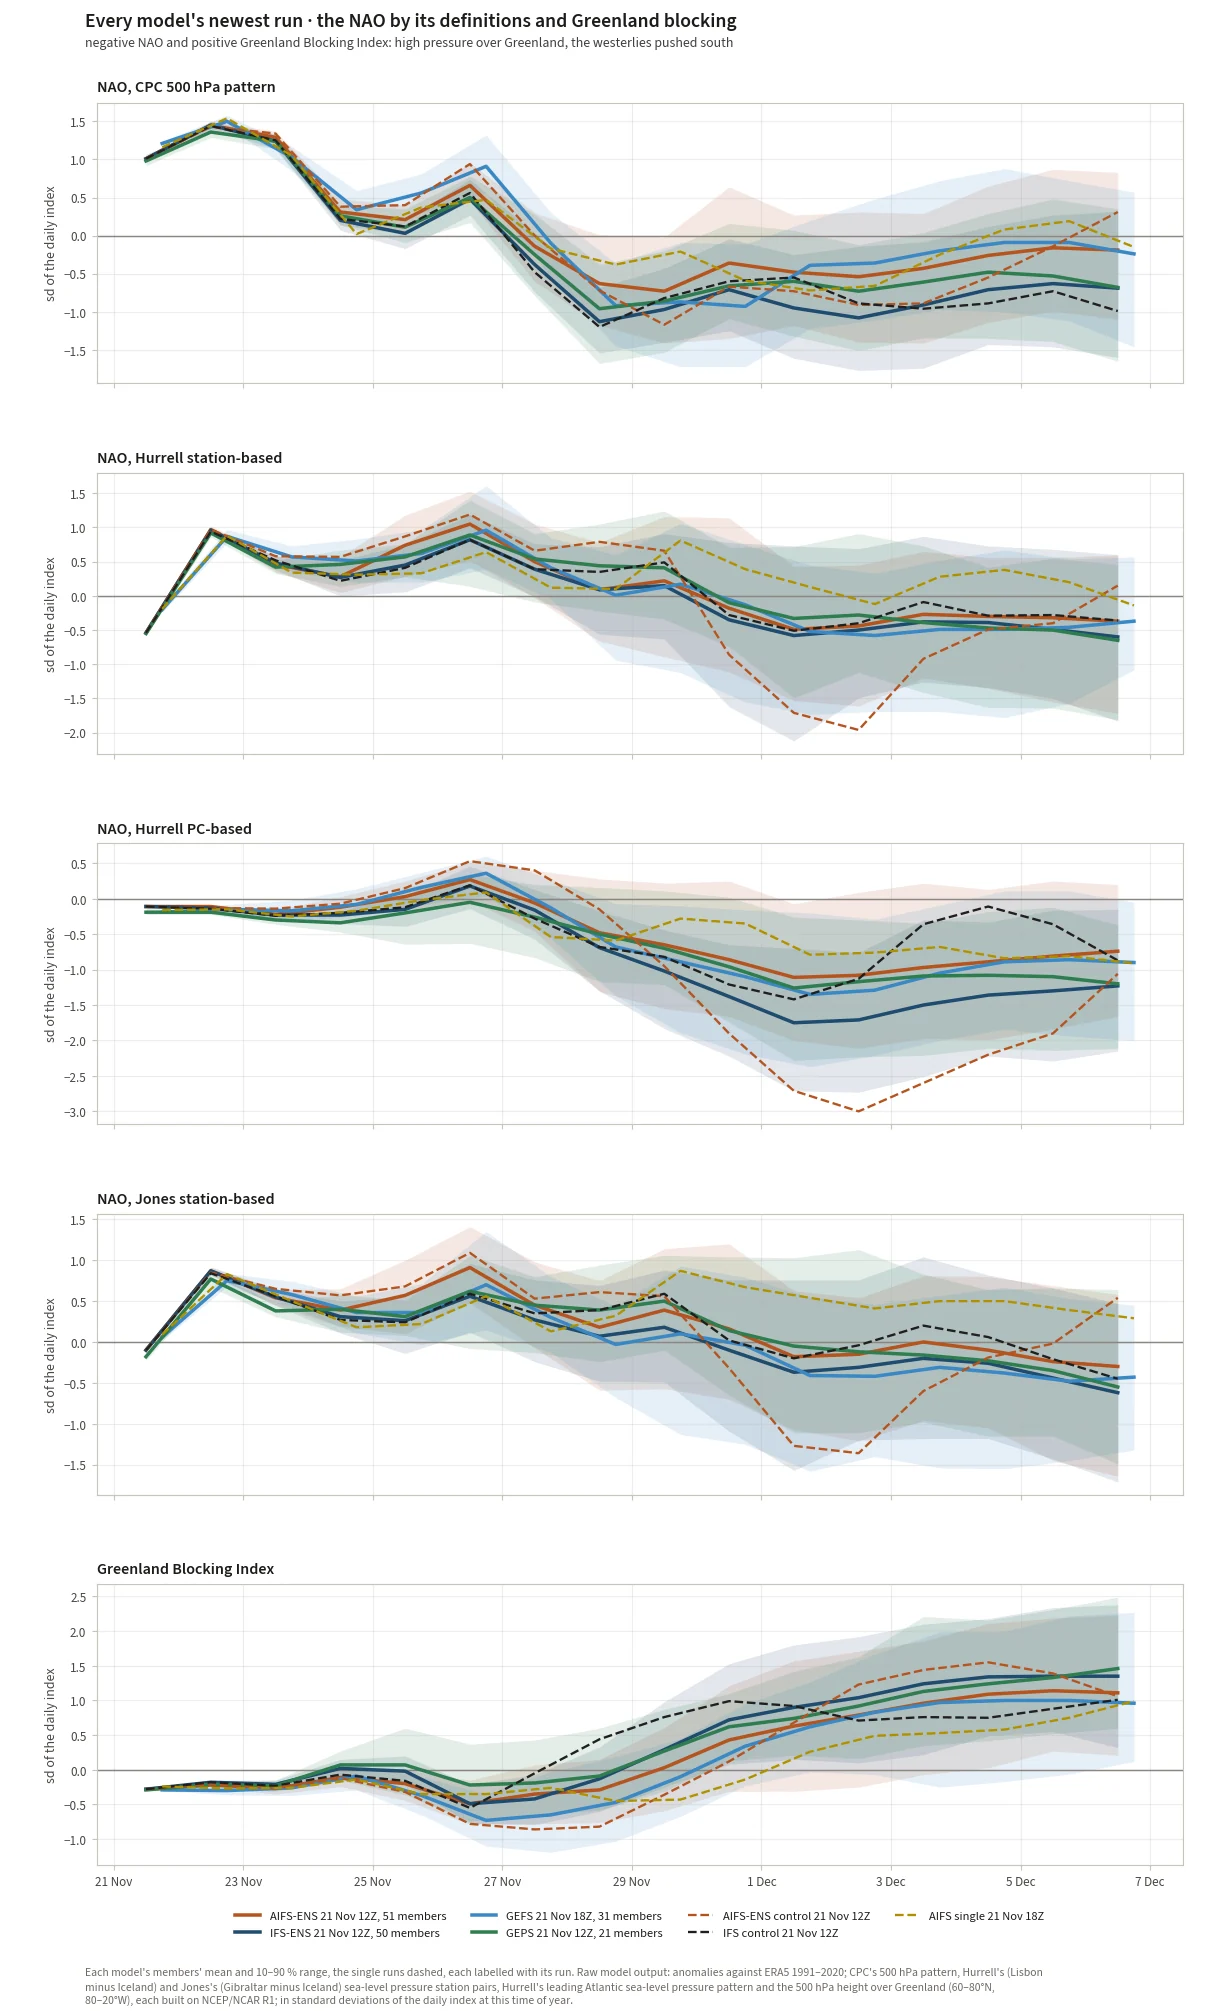 Every model's newest run · the NAO by its definitions and Greenland blocking
negative NAO and positive Greenland Blocking Index: high pressure over Greenland, the westerlies pushed south
NAO, CPC 500 hPa pattern
1.5
1.0
0.5
0.0
−0.5
−1.0
−1.5
sd of the daily index
NAO, Hurrell station-based
1.5
1.0
0.5
0.0
−0.5
−1.0
−1.5
−2.0
sd of the daily index
NAO, Hurrell PC-based
0.5
0.0
−0.5
−1.0
−1.5
−2.0
−2.5
−3.0
sd of the daily index
NAO, Jones station-based
1.5
1.0
0.5
0.0
−0.5
−1.0
−1.5
sd of the daily index
Greenland Blocking Index
2.5
2.0
1.5
1.0
0.5
0.0
−0.5
−1.0
sd of the daily index
21 Nov 23 Nov 25 Nov 27 Nov 29 Nov 1 Dec 3 Dec 5 Dec 7 Dec
AIFS-ENS 21 Nov 12Z, 51 members GEFS 21 Nov 18Z, 31 members AIFS-ENS control 21 Nov 12Z AIFS single 21 Nov 18Z
IFS-ENS 21 Nov 12Z, 50 members GEPS 21 Nov 12Z, 21 members IFS control 21 Nov 12Z
Each model's members' mean and 10–90 % range, the single runs dashed, each labelled with its run. Raw model output: anomalies against ERA5 1991–2020; CPC's 500 hPa pattern, Hurrell's (Lisbon
minus Iceland) and Jones's (Gibraltar minus Iceland) sea-level pressure station pairs, Hurrell's leading Atlantic sea-level pressure pattern and the 500 hPa height over Greenland (60–80°N,
80–20°W), each built on NCEP/NCAR R1; in standard deviations of the daily index at this time of year.